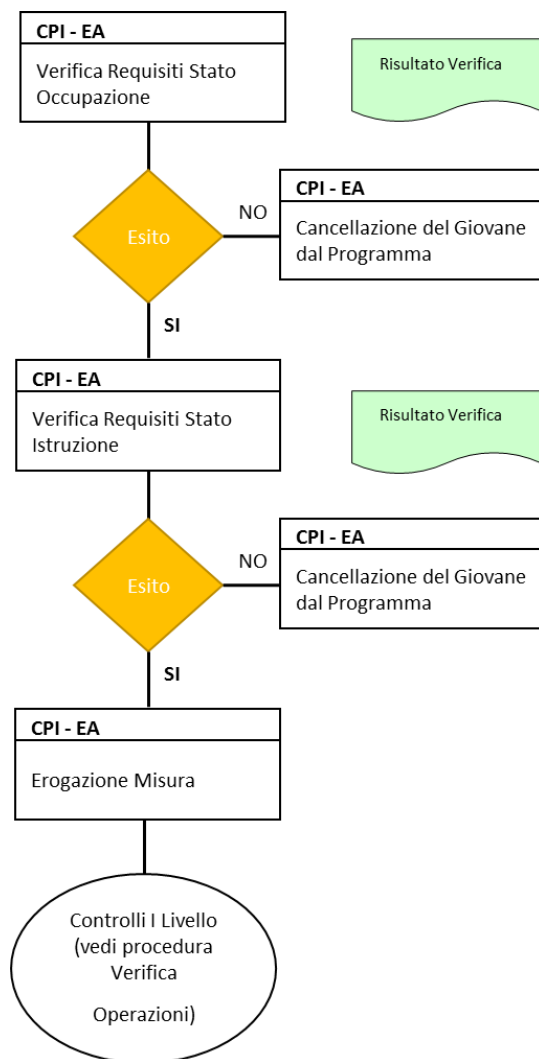 CPI - EA
Verifica Requisiti Stato
Occupazione
Risultato Verifica
Esito
NO
CPI - EA
Cancellazione del Giovane
dal Programma
SI
CPI - EA
Verifica Requisiti Stato
Istruzione
Risultato Verifica
Esito
NO
CPI - EA
Cancellazione del Giovane
dal Programma
SI
CPI - EA
Erogazione Misura
Controlli I Livello
(vedi procedura
Verifica
Operazioni)